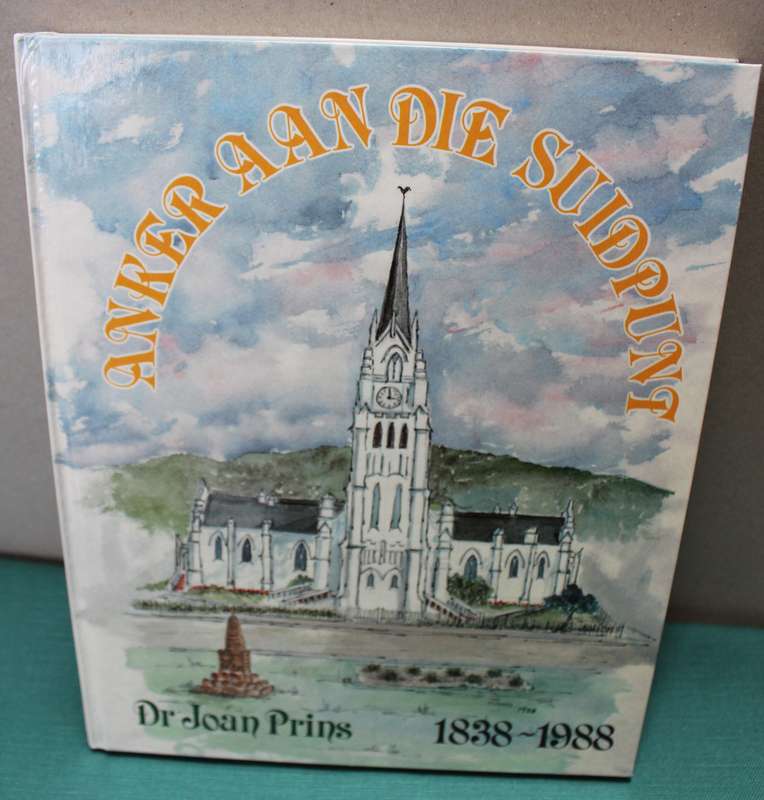 ANKER AAN DIE SUIDPUNT
Dr Joan Prins
1838~1988